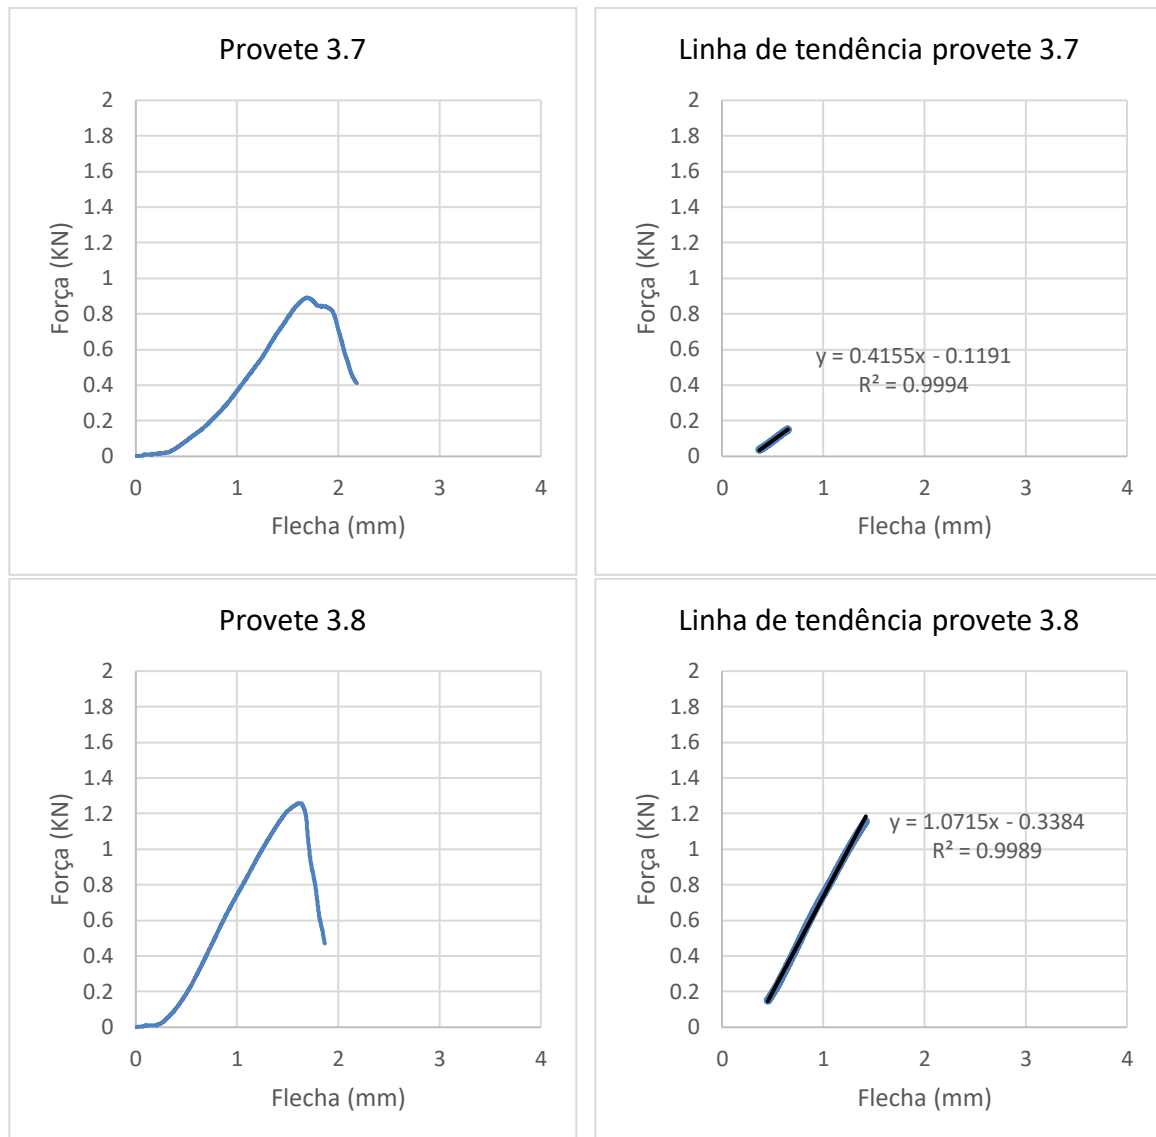 Provete 3.7
2
1.8
1.6
1.4
1.2
1
0.8
0.6
0.4
0.2
0
0 1 2 3 4
Força (KN)
Flecha (mm)
Linha de tendência provete 3.7
2
1.8
1.6
1.4
1.2
1
0.8
0.6
0.4
0.2
0
0 1 2 3 4
Força (KN)
Flecha (mm)
y = 0.4155x - 0.1191
R² = 0.9994
Provete 3.8
2
1.8
1.6
1.4
1.2
1
0.8
0.6
0.4
0.2
0
0 1 2 3 4
Força (KN)
Flecha (mm)
Linha de tendência provete 3.8
2
1.8
1.6
1.4
1.2
1
0.8
0.6
0.4
0.2
0
0 1 2 3 4
Força (KN)
Flecha (mm)
y = 1.0715x - 0.3384
R² = 0.9989